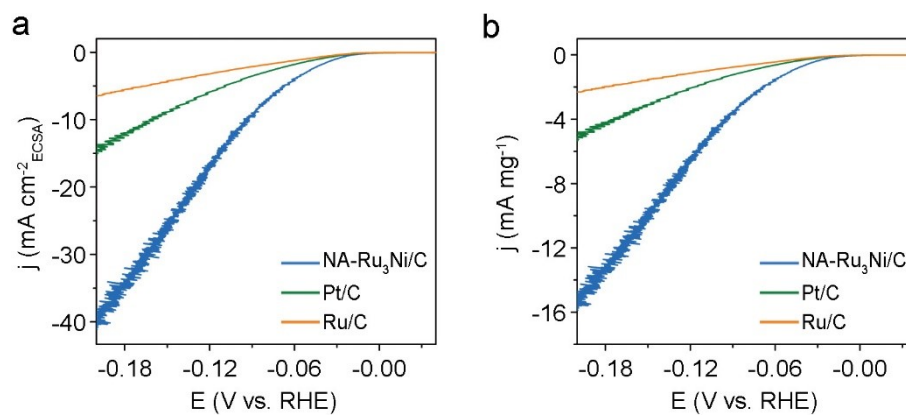 a
0
-10
-20
-30
-40
j (mA cm⁻²ECSA)
NA-Ru₃Ni/C
Pt/C
Ru/C
-0.18 -0.12 -0.06 -0.00
E (V vs. RHE)
b
0
-4
-8
-12
-16
j (mA mg⁻¹)
NA-Ru₃Ni/C
Pt/C
Ru/C
-0.18 -0.12 -0.06 -0.00
E (V vs. RHE)